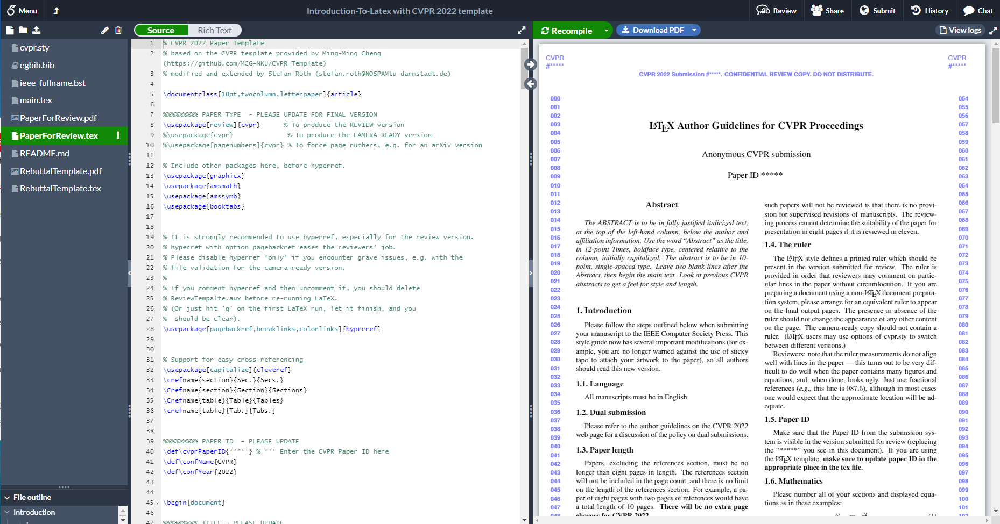 Menu
Introduction-To-Latex with CVPR 2022 template
Review
Share
Submit
History
Chat
Source
Rich Text
Recompile
Download PDF
View logs
cvpr.sty
egbib.bib
ieee_fullname.bst
main.tex
PaperForReview.pdf
PaperForReview.tex
README.md
RebuttalTemplate.pdf
RebuttalTemplate.tex
File outline
Introduction
1 % CVPR 2022 Paper Template
2 % based on the CVPR template provided by Ming-Ming Cheng
(https://github.com/MCG-NKU/CVPR_Template)
3 % modified and extended by Stefan Roth (stefan.roth@NOSPAMtu-darmstadt.de)
4
5 \documentclass[10pt,twocolumn,letterpaper]{article}
6
7 %%%%%%%%% PAPER TYPE  - PLEASE UPDATE FOR FINAL VERSION
8 \usepackage[review]{cvpr}      % To produce the REVIEW version
9 %\usepackage{cvpr}              % To produce the CAMERA-READY version
10 %\usepackage[pagenumbers]{cvpr} % To force page numbers, e.g. for an arXiv version
11
12 % Include other packages here, before hyperref.
13 \usepackage{graphicx}
14 \usepackage{amsmath}
15 \usepackage{amssymb}
16 \usepackage{booktabs}
17
18
19 % It is strongly recommended to use hyperref, especially for the review version.
20 % hyperref with option pagebackref eases the reviewers' job.
21 % Please disable hyperref *only* if you encounter grave issues, e.g. with the
22 % file validation for the camera-ready version.
23 %
24 % If you comment hyperref and then uncomment it, you should delete
25 % ReviewTempalte.aux before re-running LaTeX.
26 % (Or just hit 'q' on the first LaTeX run, let it finish, and you
27 %  should be clear).
28 \usepackage[pagebackref,breaklinks,colorlinks]{hyperref}
29
30
31 % Support for easy cross-referencing
32 \usepackage[capitalize]{cleveref}
33 \crefname{section}{Sec.}{Secs.}
34 \Crefname{section}{Section}{Sections}
35 \Crefname{table}{Table}{Tables}
36 \crefname{table}{Tab.}{Tabs.}
37
38
39 %%%%%%%%% PAPER ID  - PLEASE UPDATE
40 \def\cvprPaperID{*****} % *** Enter the CVPR Paper ID here
41 \def\confName{CVPR}
42 \def\confYear{2022}
43
44
45 \begin{document}
46
47 %%%%%%%%% TITLE - PLEASE UPDATE
CVPR
#*****
CVPR
#*****
CVPR 2022 Submission #*****. CONFIDENTIAL REVIEW COPY. DO NOT DISTRIBUTE.
LATEX Author Guidelines for CVPR Proceedings
Anonymous CVPR submission
Paper ID *****
000
001
002
003
004
005
006
007
008
009
010
011
012
013
014
015
016
017
018
019
020
021
022
023
024
025
026
027
028
029
030
031
032
033
034
035
036
037
038
039
040
041
042
043
044
045
046
047
048
Abstract
The ABSTRACT is to be in fully justified italicized text,
at the top of the left-hand column, below the author and
affiliation information. Use the word “Abstract” as the title,
in 12-point Times, boldface type, centered relative to the
column, initially capitalized. The abstract is to be in 10-
point, single-spaced type. Leave two blank lines after the
Abstract, then begin the main text. Look at previous CVPR
abstracts to get a feel for style and length.
1. Introduction
Please follow the steps outlined below when submitting
your manuscript to the IEEE Computer Society Press. This
style guide now has several important modifications (for ex-
ample, you are no longer warned against the use of sticky
tape to attach your artwork to the paper), so all authors
should read this new version.
1.1. Language
All manuscripts must be in English.
1.2. Dual submission
Please refer to the author guidelines on the CVPR 2022
web page for a discussion of the policy on dual submissions.
1.3. Paper length
Papers, excluding the references section, must be no
longer than eight pages in length. The references section
will not be included in the page count, and there is no limit
on the length of the references section. For example, a pa-
per of eight pages with two pages of references would have
a total length of 10 pages. There will be no extra page
charges for CVPR 2022.
such papers will not be reviewed is that there is no provi-
sion for supervised revisions of manuscripts. The review-
ing process cannot determine the suitability of the paper for
presentation in eight pages if it is reviewed in eleven.
1.4. The ruler
The LATEX style defines a printed ruler which should be
present in the version submitted for review. The ruler is
provided in order that reviewers may comment on partic-
ular lines in the paper without circumlocution. If you are
preparing a document using a non-LATEX document prepara-
tion system, please arrange for an equivalent ruler to appear
on the final output pages. The presence or absence of the
ruler should not change the appearance of any other content
on the page. The camera-ready copy should not contain a
ruler. (LATEX users may use options of cvpr.sty to switch
between different versions.)
Reviewers: note that the ruler measurements do not align
well with lines in the paper — this turns out to be very dif-
ficult to do well when the paper contains many figures and
equations, and, when done, looks ugly. Just use fractional
references (e.g., this line is 087.5), although in most cases
one would expect that the approximate location will be ad-
equate.
1.5. Paper ID
Make sure that the Paper ID from the submission sys-
tem is visible in the version submitted for review (replacing
the “*****” you see in this document). If you are using
the LATEX template, make sure to update paper ID in the
appropriate place in the tex file.
1.6. Mathematics
Please number all of your sections and displayed equa-
tions as in these examples:
054
055
056
057
058
059
060
061
062
063
064
065
066
067
068
069
070
071
072
073
074
075
076
077
078
079
080
081
082
083
084
085
086
087
088
089
090
091
092
093
094
095
096
097
098
099
100
101
102